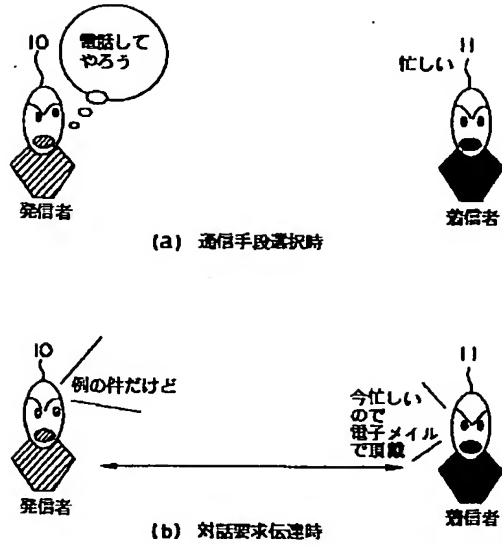 10
電話して
やろう
11
忙しい
発信者
着信者
(a) 通信手段選択時
10
例の件だけど
11
今忙しい
ので
電子メイル
で頂戴
発信者
着信者
(b) 対話要求伝達時